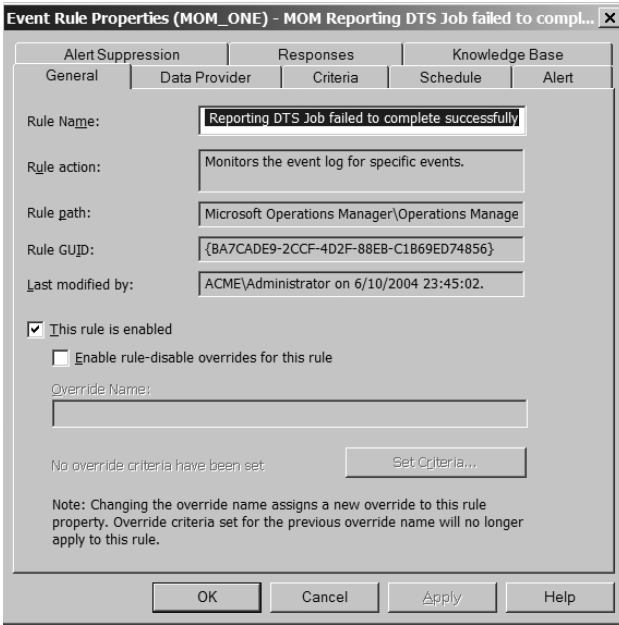 Event Rule Properties (MOM_ONE) - MOM Reporting DTS Job failed to compl...
Alert Suppression Responses Knowledge Base
General Data Provider Criteria Schedule Alert
Rule Name: Reporting DTS Job failed to complete successfully
Rule action: Monitors the event log for specific events.
Rule path: Microsoft Operations Manager\Operations Manage
Rule GUID: {BA7CADE9-2CCF-4D2F-88EB-C1B69ED74856}
Last modified by: ACME\Administrator on 6/10/2004 23:45:02.
This rule is enabled
Enable rule-disable overrides for this rule
Override Name:
No override criteria have been set Set Criteria...
Note: Changing the override name assigns a new override to this rule
property. Override criteria set for the previous override name will no longer
apply to this rule.
OK Cancel Apply Help